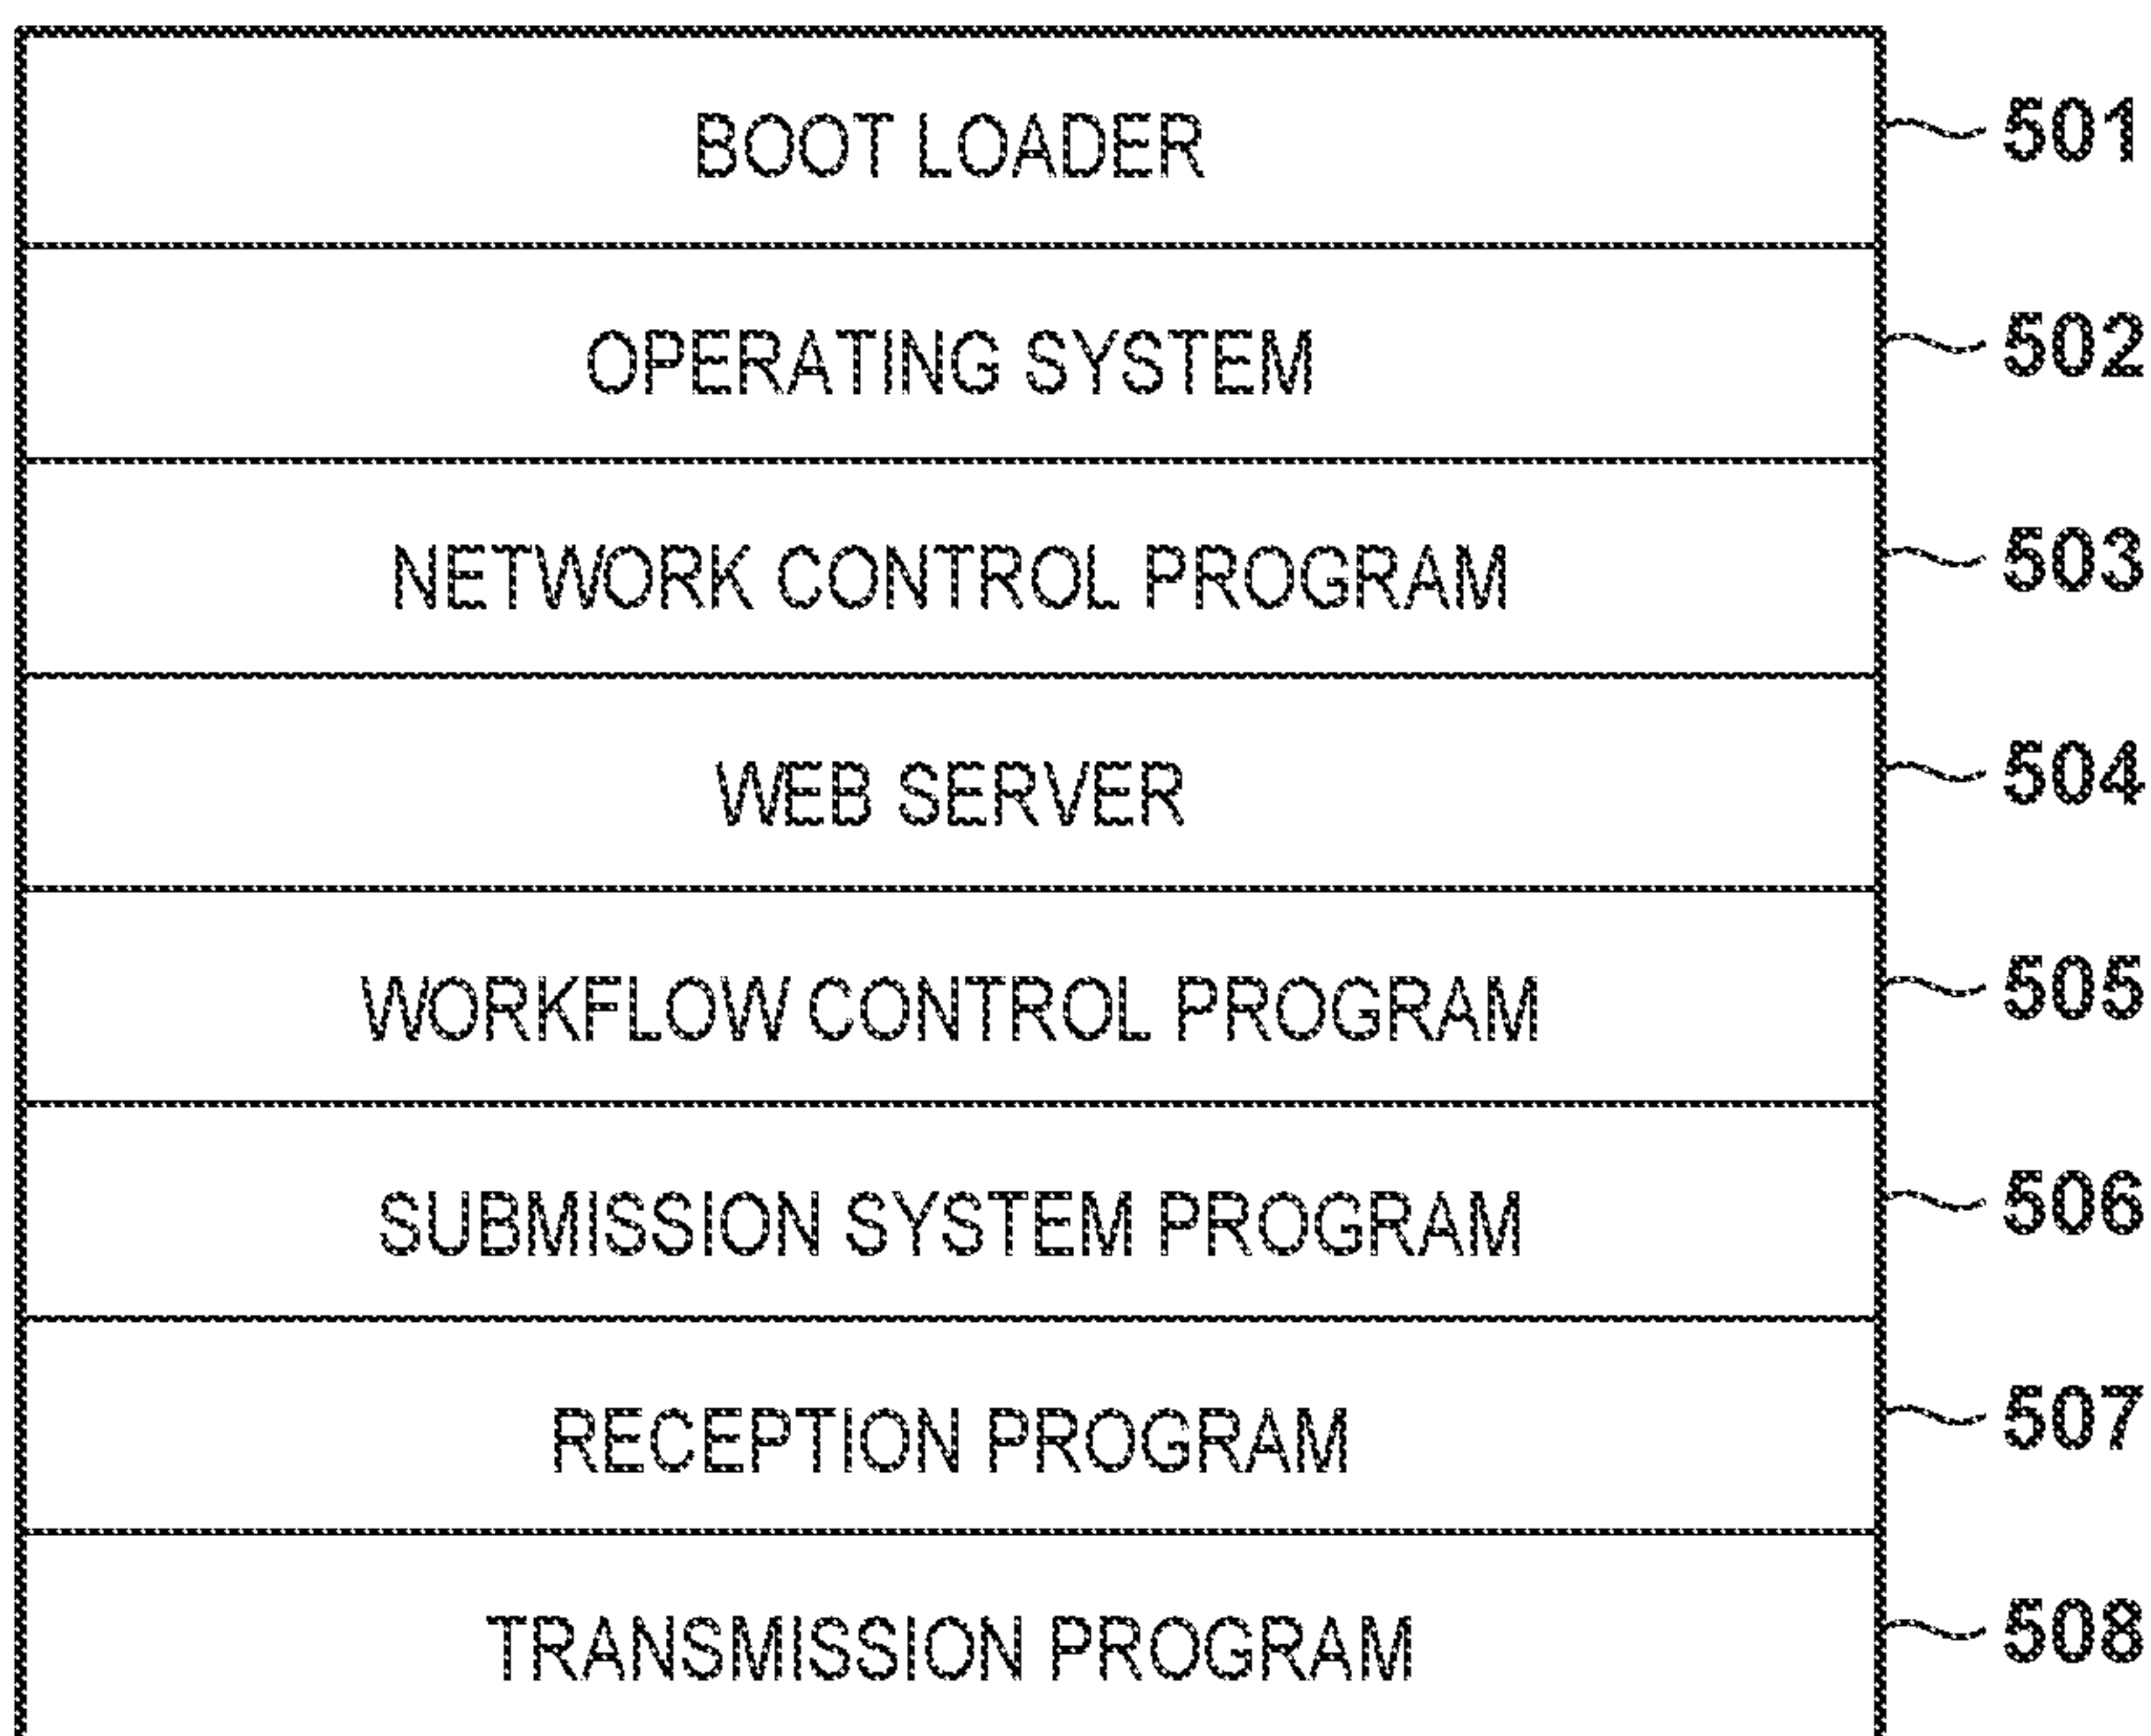 BOOT LOADER 501
OPERATING SYSTEM 502
NETWORK CONTROL PROGRAM 503
WEB SERVER 504
WORKFLOW CONTROL PROGRAM 505
SUBMISSION SYSTEM PROGRAM 506
RECEPTION PROGRAM 507
TRANSMISSION PROGRAM 508